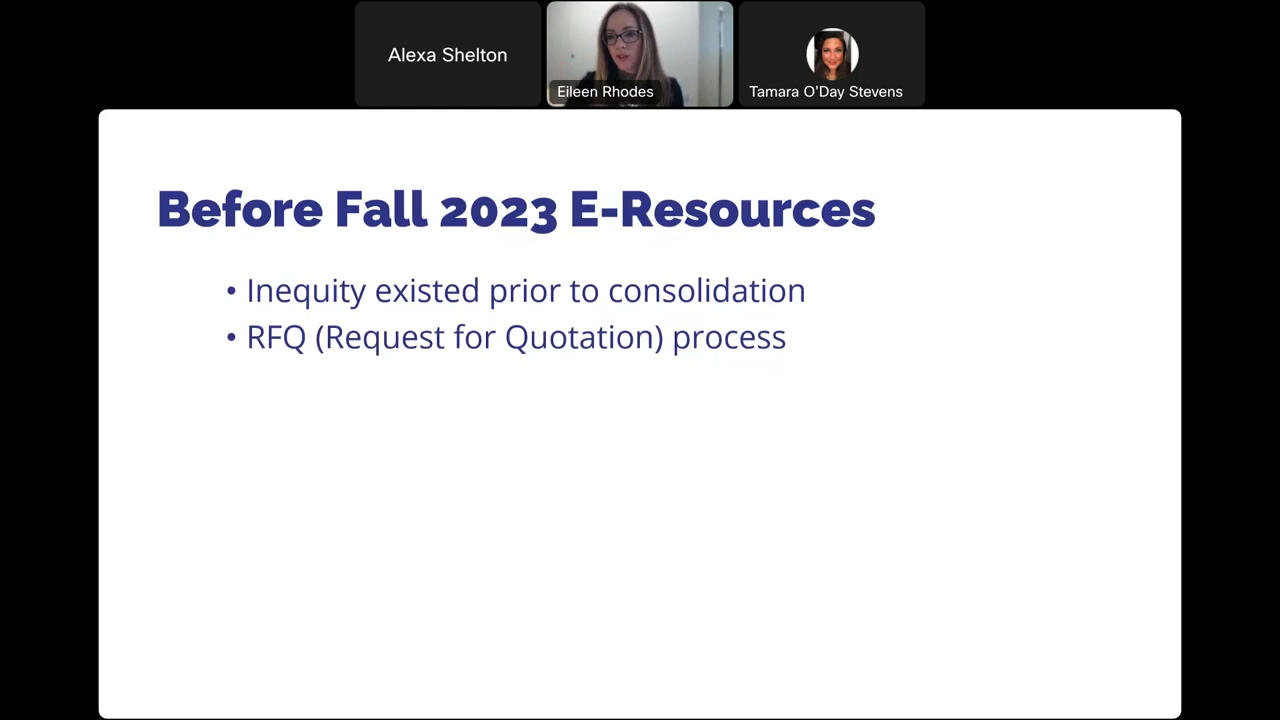 Alexa Shelton
Eileen Rhodes
Tamara O'Day Stevens
Before Fall 2023 E-Resources
• Inequity existed prior to consolidation
• RFQ (Request for Quotation) process